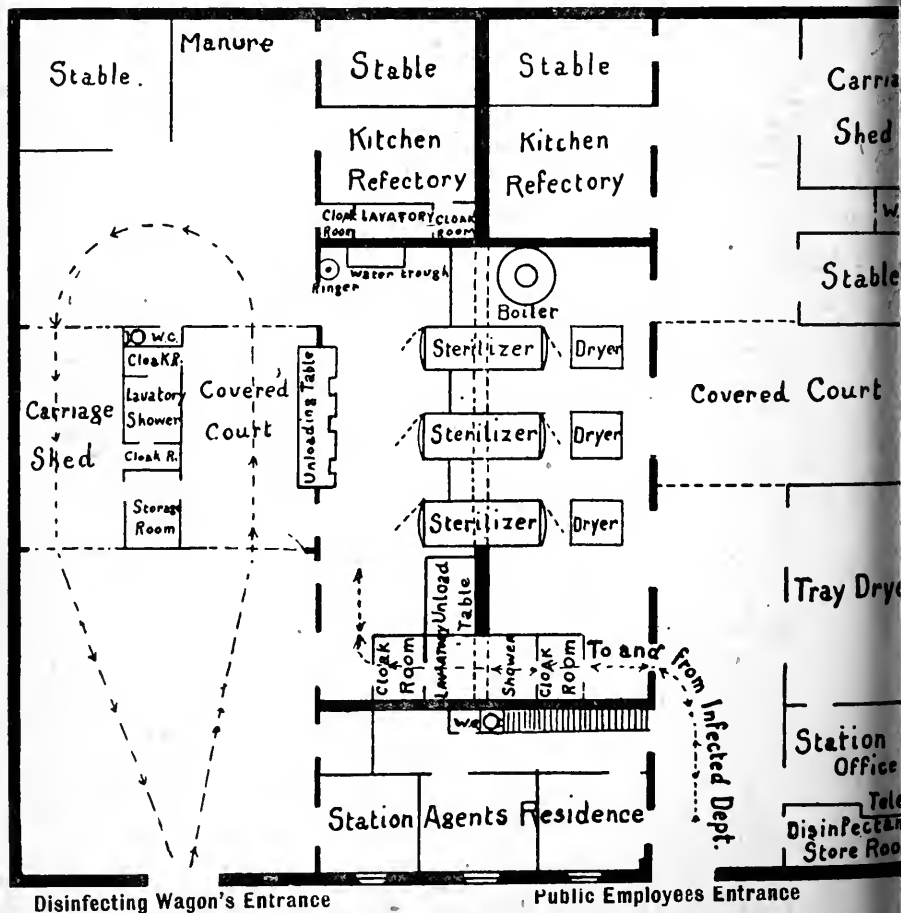 Stable.
Manure
Stable
Stable
Kitchen
Refectory
Kitchen
Refectory
Cloak
Room
LAVATORY
CLOAK
ROOM
Ringer
Water trough
Boiler
W.C.
Cloak R.
Lavatory
Shower
Cloak R.
Storage
Room
Carriage
Shed
Covered
Court
Unloading Table
Sterilizer
Dryer
Sterilizer
Dryer
Sterilizer
Dryer
Unload
Table
Cloak
Room
Lavatory
Shower
Cloak
Room
To and from Infected Dept.
W.C.
Station Agents Residence
Carria
Shed
W.
Stable
Covered Court
Tray Drye
Station
Office
Tele
Disinfectan
Store Roo
Disinfecting Wagon's Entrance
Public Employees Entrance